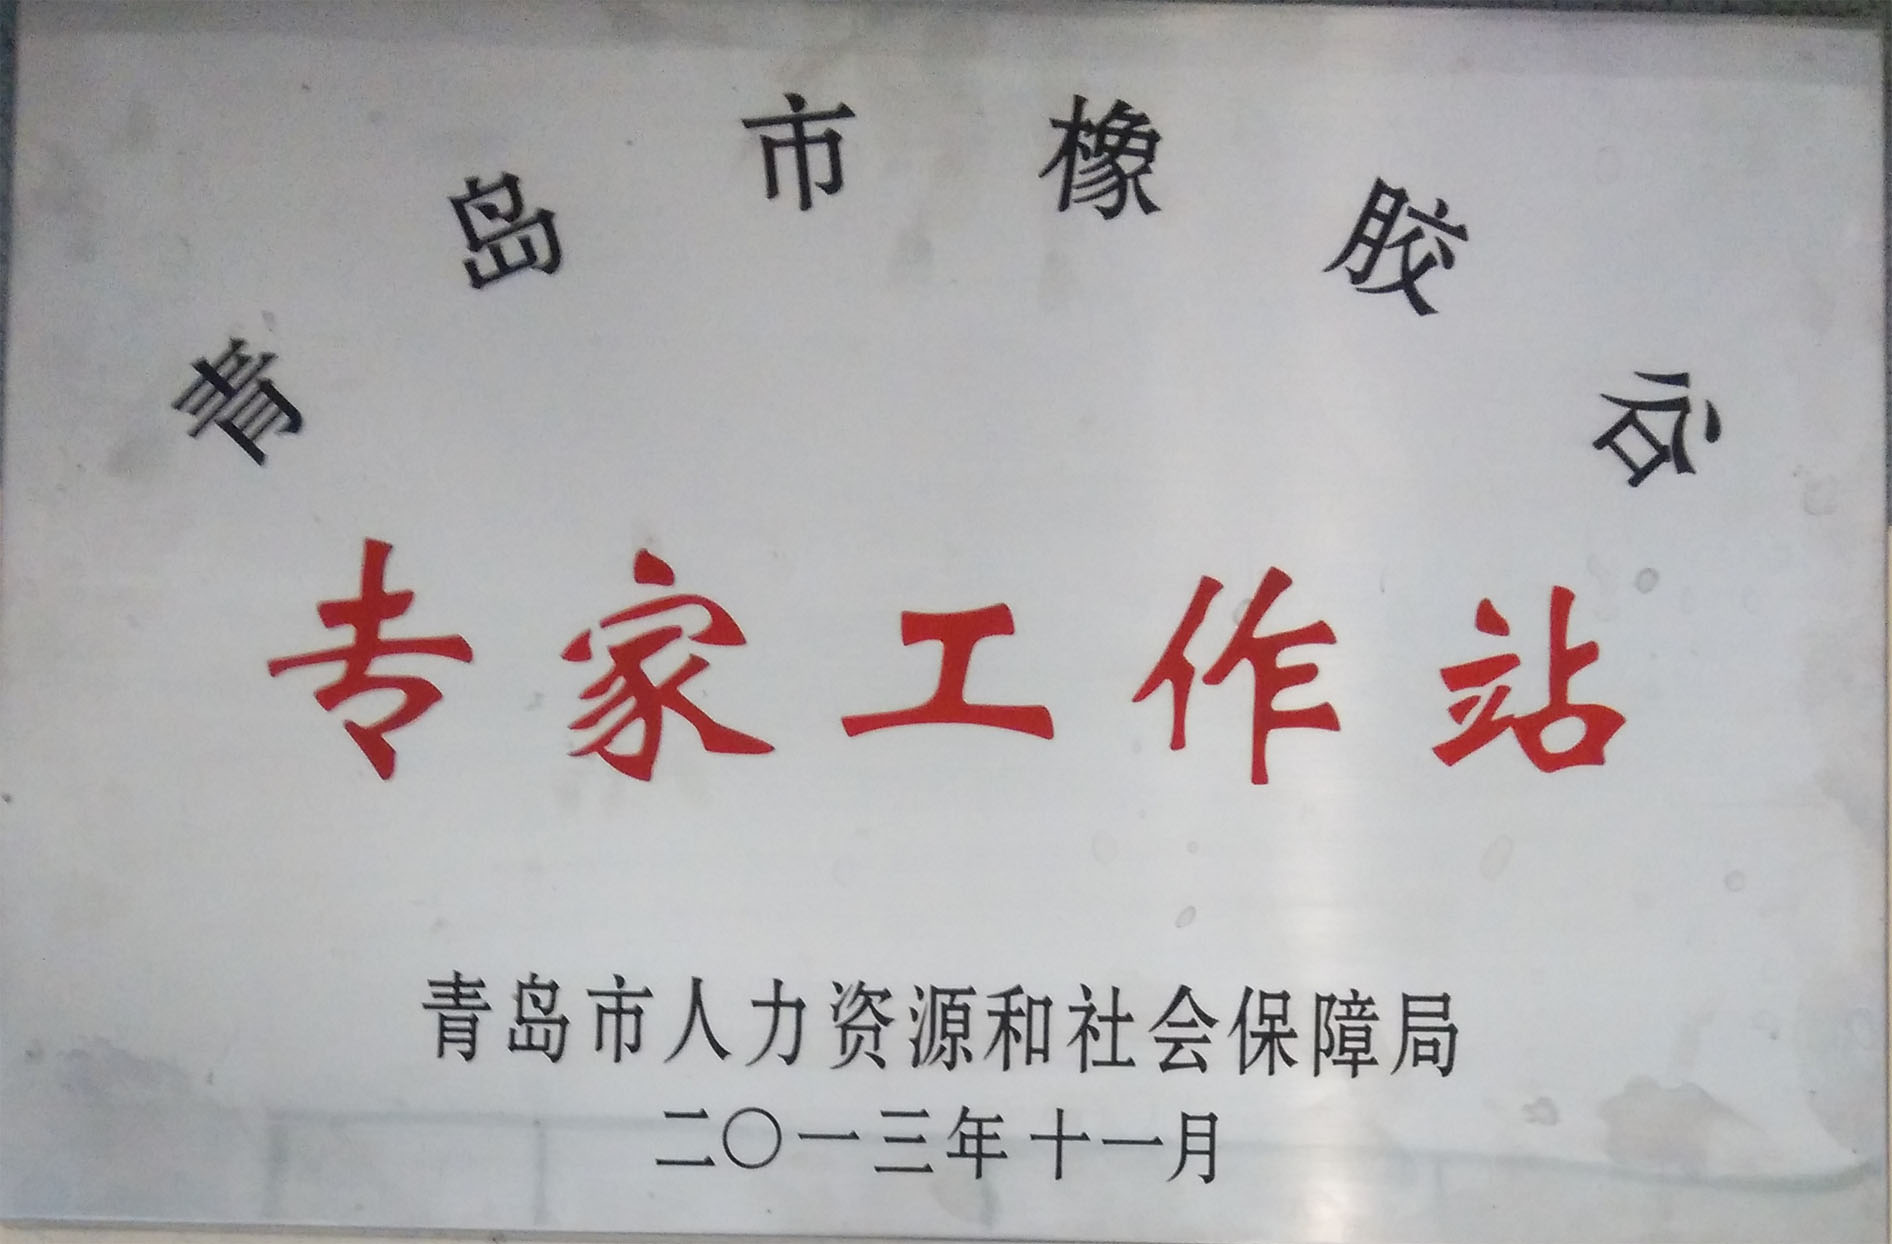 青岛市橡胶谷
专家工作站
青岛市人力资源和社会保障局
二〇一三年十一月